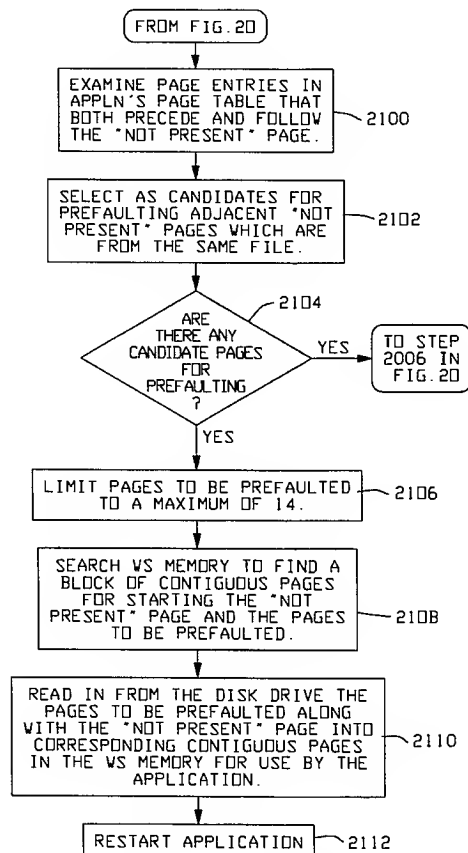 FROM FIG.20
EXAMINE PAGE ENTRIES IN
APPLN'S PAGE TABLE THAT
BOTH PRECEDE AND FOLLOW
THE "NOT PRESENT" PAGE.
2100
SELECT AS CANDIDATES FOR
PREFAULTING ADJACENT "NOT
PRESENT" PAGES WHICH ARE
FROM THE SAME FILE.
2102
2104
ARE
THERE ANY
CANDIDATE PAGES
FOR
PREFAULTING
?
YES
TO STEP
2006 IN
FIG.20
YES
LIMIT PAGES TO BE PREFAULTED
TO A MAXIMUM OF 14.
2106
SEARCH WS MEMORY TO FIND A
BLOCK OF CONTIGUOUS PAGES
FOR STARTING THE "NOT
PRESENT" PAGE AND THE PAGES
TO BE PREFAULTED.
2108
READ IN FROM THE DISK DRIVE THE
PAGES TO BE PREFAULTED ALONG
WITH THE "NOT PRESENT" PAGE INTO
CORRESPONDING CONTIGUOUS PAGES
IN THE WS MEMORY FOR USE BY THE
APPLICATION.
2110
RESTART APPLICATION
2112